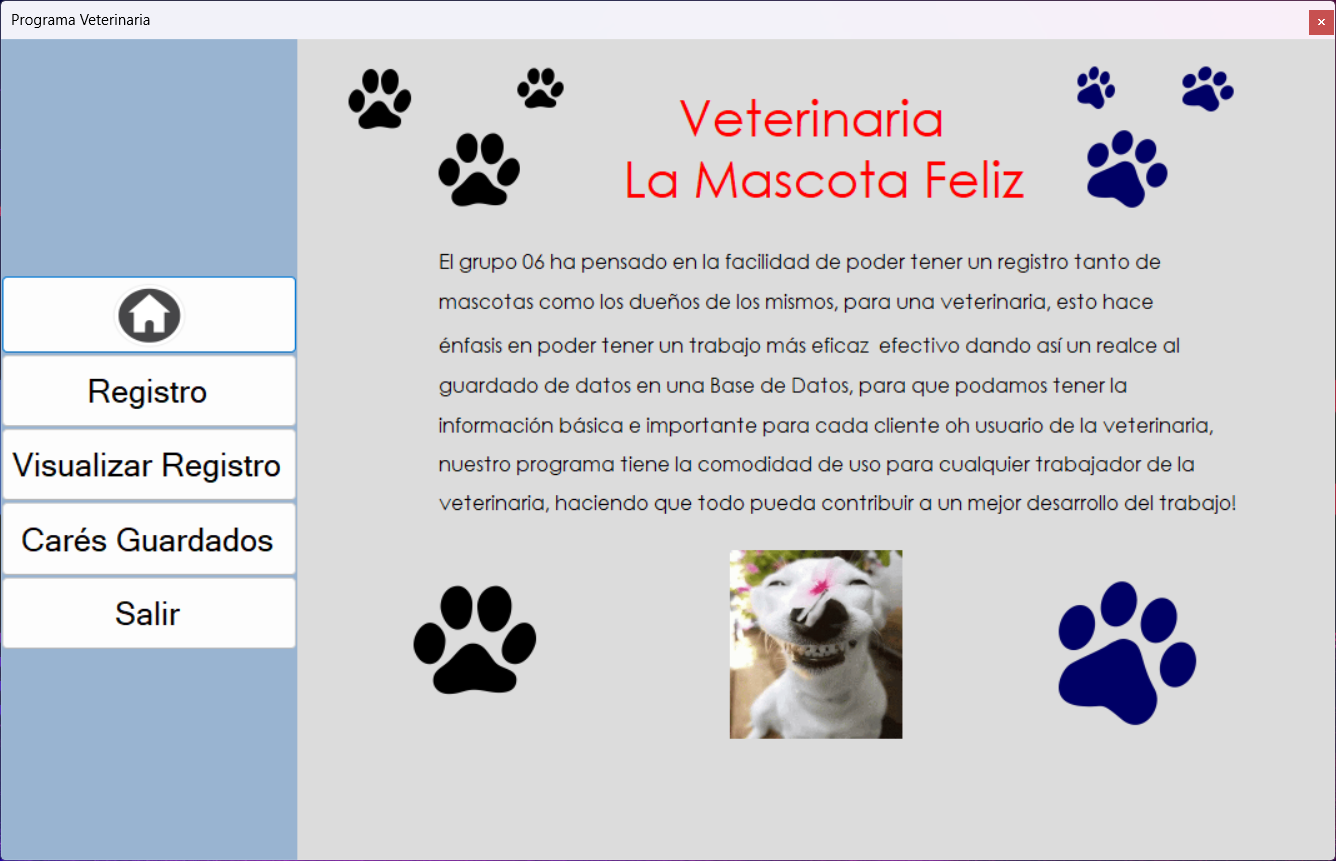 Programa Veterinaria
Veterinaria
La Mascota Feliz
El grupo 06 ha pensado en la facilidad de poder tener un registro tanto de
mascotas como los dueños de los mismos, para una veterinaria, esto hace
énfasis en poder tener un trabajo más eficaz  efectivo dando así un realce al
guardado de datos en una Base de Datos, para que podamos tener la
información básica e importante para cada cliente oh usuario de la veterinaria,
nuestro programa tiene la comodidad de uso para cualquier trabajador de la
veterinaria, haciendo que todo pueda contribuir a un mejor desarrollo del trabajo!
Registro
Visualizar Registro
Carés Guardados
Salir